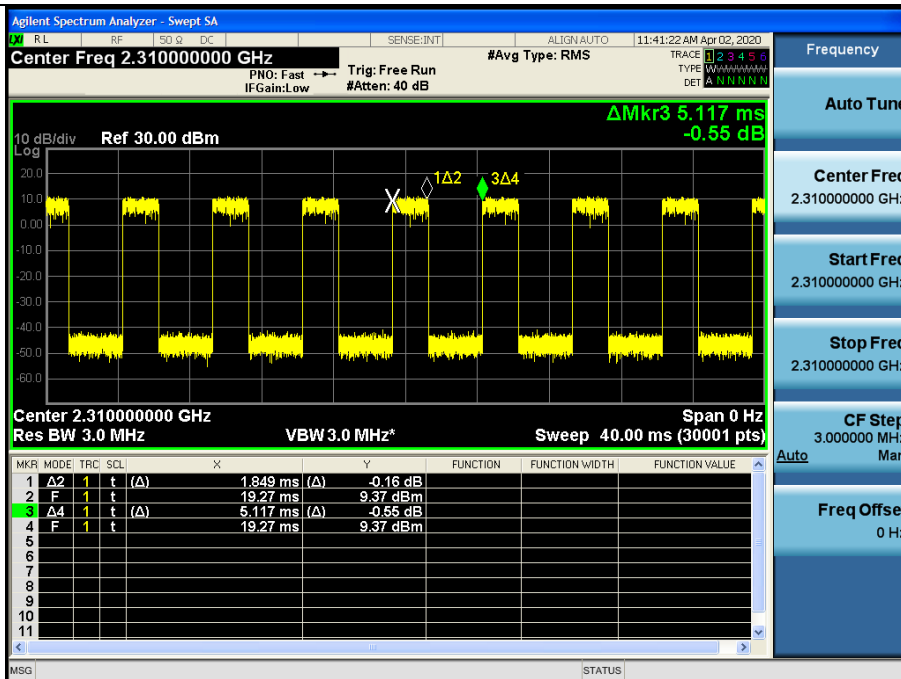 Agilent Spectrum Analyzer - Swept SA
LXI RL RF 50 Ω DC SENSE:INT ALIGN AUTO 11:41:22 AM Apr 02, 2020
Center Freq 2.310000000 GHz #Avg Type: RMS TRACE 1 2 3 4 5 6
PNO: Fast Trig: Free Run TYPE WWWWWW
IFGain:Low #Atten: 40 dB DET A N N N N N
Frequency
ΔMkr3 5.117 ms
10 dB/div Ref 30.00 dBm -0.55 dB
Log
20.0
10.0
0.00
-10.0
-20.0
-30.0
-40.0
-50.0
-60.0
X 1Δ2 3Δ4
Center 2.310000000 GHz Span 0 Hz
Res BW 3.0 MHz VBW 3.0 MHz* Sweep 40.00 ms (30001 pts)
MKR MODE TRC SCL X Y FUNCTION FUNCTION WIDTH FUNCTION VALUE
1 Δ2 1 t (Δ) 1.849 ms (Δ) -0.16 dB
2 F 1 t 19.27 ms 9.37 dBm
3 Δ4 1 t (Δ) 5.117 ms (Δ) -0.55 dB
4 F 1 t 19.27 ms 9.37 dBm
5
6
7
8
9
10
11
MSG STATUS
Auto Tune
Center Freq
2.310000000 GHz
Start Freq
2.310000000 GHz
Stop Freq
2.310000000 GHz
CF Step
3.000000 MHz
Auto Man
Freq Offset
0 Hz